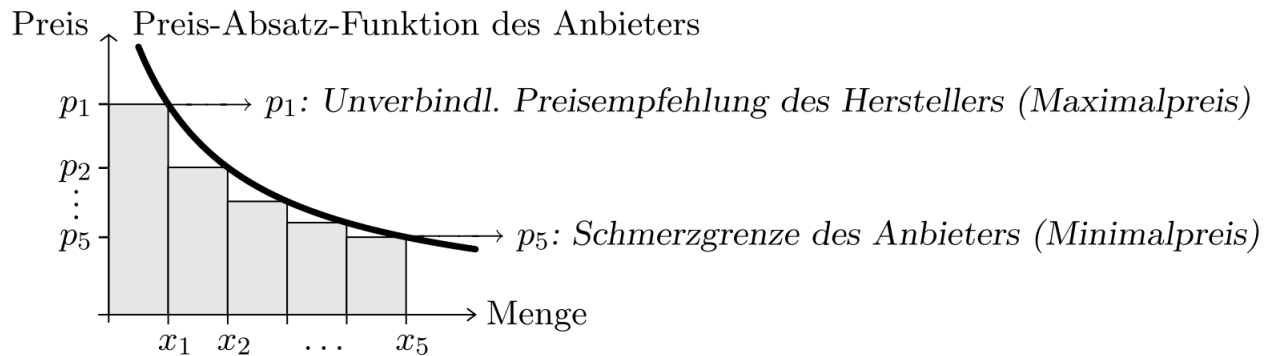 Preis Preis-Absatz-Funktion des Anbieters
p₁ p₁: Unverbindl. Preisempfehlung des Herstellers (Maximalpreis)
p₂
⋮
p₅ p₅: Schmerzgrenze des Anbieters (Minimalpreis)
Menge
x₁ x₂ … x₅